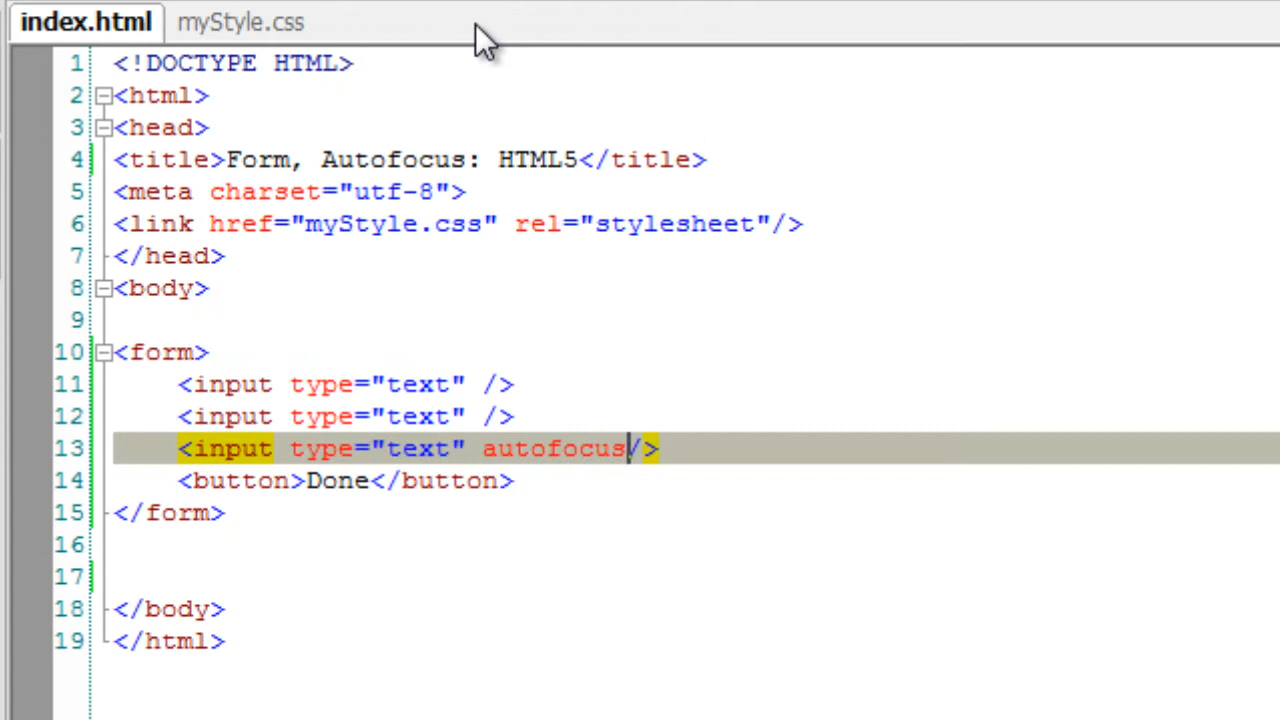 index.html myStyle.css
1 <!DOCTYPE HTML>
2 <html>
3 <head>
4 <title>Form, Autofocus: HTML5</title>
5 <meta charset="utf-8">
6 <link href="myStyle.css" rel="stylesheet"/>
7 </head>
8 <body>
9
10 <form>
11     <input type="text" />
12     <input type="text" />
13     <input type="text" autofocus/>
14     <button>Done</button>
15 </form>
16
17
18 </body>
19 </html>